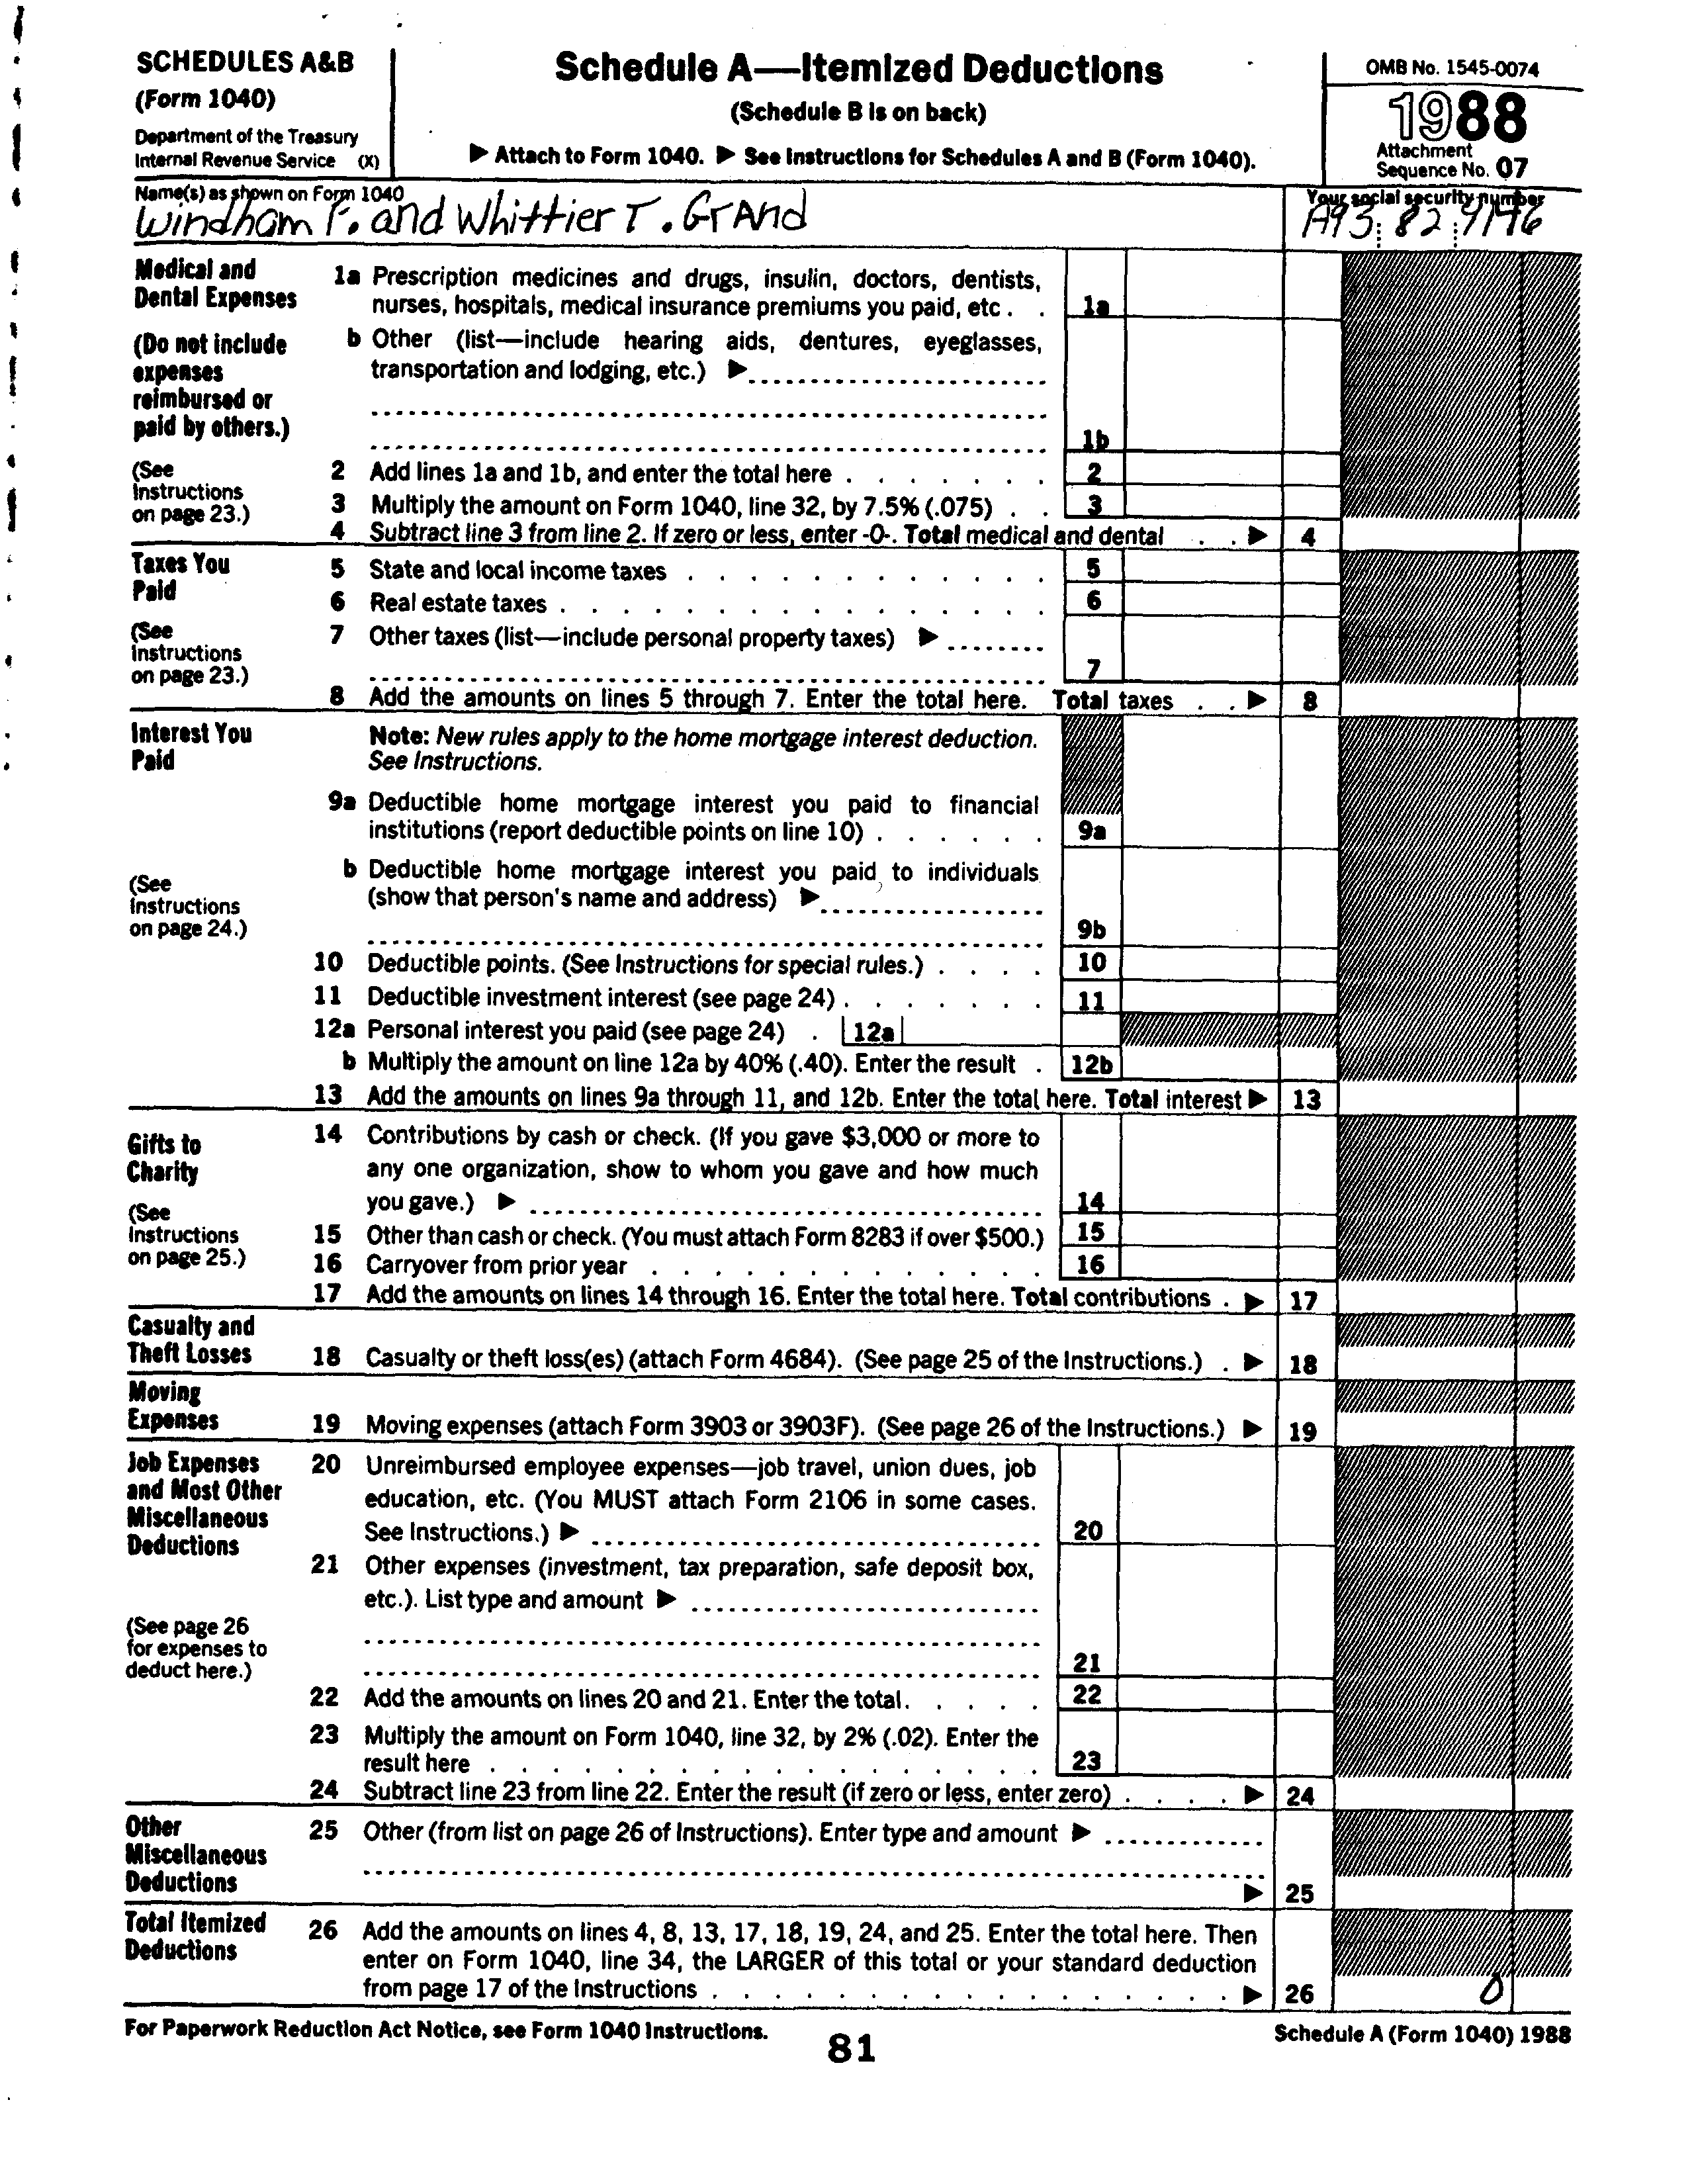 SCHEDULES A&B
(Form 1040)
Department of the Treasury
Internal Revenue Service (X)
Schedule A—Itemized Deductions
(Schedule B is on back)
▶ Attach to Form 1040. ▶ See Instructions for Schedules A and B (Form 1040).
OMB No. 1545-0074
1988
Attachment
Sequence No. 07
Name(s) as shown on Form 1040
Windham F. and Whittier T. Grand
Your social security number
A93 82 9146
Medical and
Dental Expenses
(Do not include
expenses
reimbursed or
paid by others.)
(See
Instructions
on page 23.)
1a Prescription medicines and drugs, insulin, doctors, dentists,
nurses, hospitals, medical insurance premiums you paid, etc . . 1a
b Other (list—include hearing aids, dentures, eyeglasses,
transportation and lodging, etc.) ▶
1b
2 Add lines 1a and 1b, and enter the total here . . . . . . . 2
3 Multiply the amount on Form 1040, line 32, by 7.5% (.075) . . 3
4 Subtract line 3 from line 2. If zero or less, enter -0-. Total medical and dental . . ▶ 4
Taxes You
Paid
(See
Instructions
on page 23.)
5 State and local income taxes . . . . . . . . . . . . 5
6 Real estate taxes . . . . . . . . . . . . . . . . 6
7 Other taxes (list—include personal property taxes) ▶
7
8 Add the amounts on lines 5 through 7. Enter the total here. Total taxes . . ▶ 8
Interest You
Paid
(See
Instructions
on page 24.)
Note: New rules apply to the home mortgage interest deduction.
See Instructions.
9a Deductible home mortgage interest you paid to financial
institutions (report deductible points on line 10) . . . . . . 9a
b Deductible home mortgage interest you paid to individuals
(show that person's name and address) ▶
9b
10 Deductible points. (See Instructions for special rules.) . . . . 10
11 Deductible investment interest (see page 24) . . . . . . . 11
12a Personal interest you paid (see page 24) . 12a
b Multiply the amount on line 12a by 40% (.40). Enter the result . 12b
13 Add the amounts on lines 9a through 11, and 12b. Enter the total here. Total interest ▶ 13
Gifts to
Charity
(See
Instructions
on page 25.)
14 Contributions by cash or check. (If you gave $3,000 or more to
any one organization, show to whom you gave and how much
you gave.) ▶ 14
15 Other than cash or check. (You must attach Form 8283 if over $500.) 15
16 Carryover from prior year . . . . . . . . . . . . . 16
17 Add the amounts on lines 14 through 16. Enter the total here. Total contributions . ▶ 17
Casualty and
Theft Losses
18 Casualty or theft loss(es) (attach Form 4684). (See page 25 of the Instructions.) . ▶ 18
Moving
Expenses
19 Moving expenses (attach Form 3903 or 3903F). (See page 26 of the Instructions.) ▶ 19
Job Expenses
and Most Other
Miscellaneous
Deductions
(See page 26
for expenses to
deduct here.)
20 Unreimbursed employee expenses—job travel, union dues, job
education, etc. (You MUST attach Form 2106 in some cases.
See Instructions.) ▶ 20
21 Other expenses (investment, tax preparation, safe deposit box,
etc.). List type and amount ▶
21
22 Add the amounts on lines 20 and 21. Enter the total. . . . . 22
23 Multiply the amount on Form 1040, line 32, by 2% (.02). Enter the
result here . . . . . . . . . . . . . . . . . . 23
24 Subtract line 23 from line 22. Enter the result (if zero or less, enter zero) . . . . ▶ 24
Other
Miscellaneous
Deductions
25 Other (from list on page 26 of Instructions). Enter type and amount ▶
▶ 25
Total Itemized
Deductions
26 Add the amounts on lines 4, 8, 13, 17, 18, 19, 24, and 25. Enter the total here. Then
enter on Form 1040, line 34, the LARGER of this total or your standard deduction
from page 17 of the Instructions . . . . . . . . . . . . . . . . . ▶ 26 0
For Paperwork Reduction Act Notice, see Form 1040 Instructions.
81
Schedule A (Form 1040) 1988